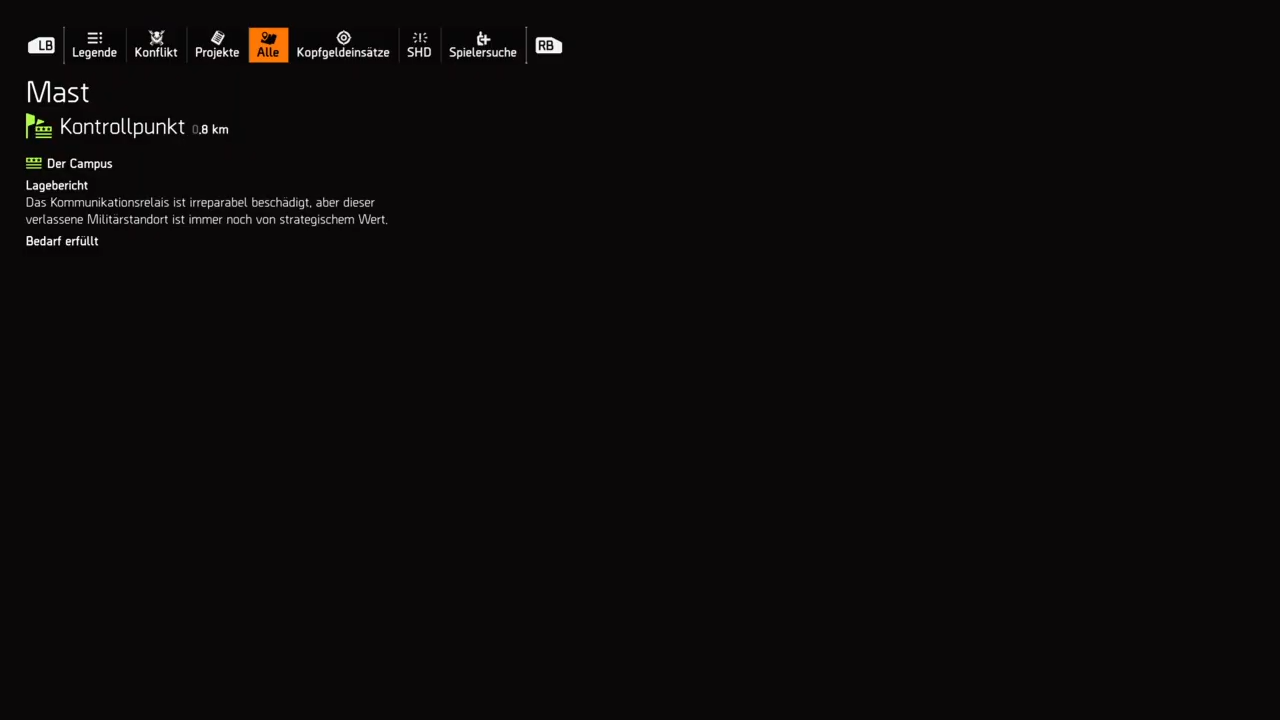 LB
Legende
Konflikt
Projekte
Alle
Kopfgeldeinsätze
SHD
Spielersuche
RB
Mast
Kontrollpunkt 0.8 km
Der Campus
Lagebericht
Das Kommunikationsrelais ist irreparabel beschädigt, aber dieser
verlassene Militärstandort ist immer noch von strategischem Wert.
Bedarf erfüllt